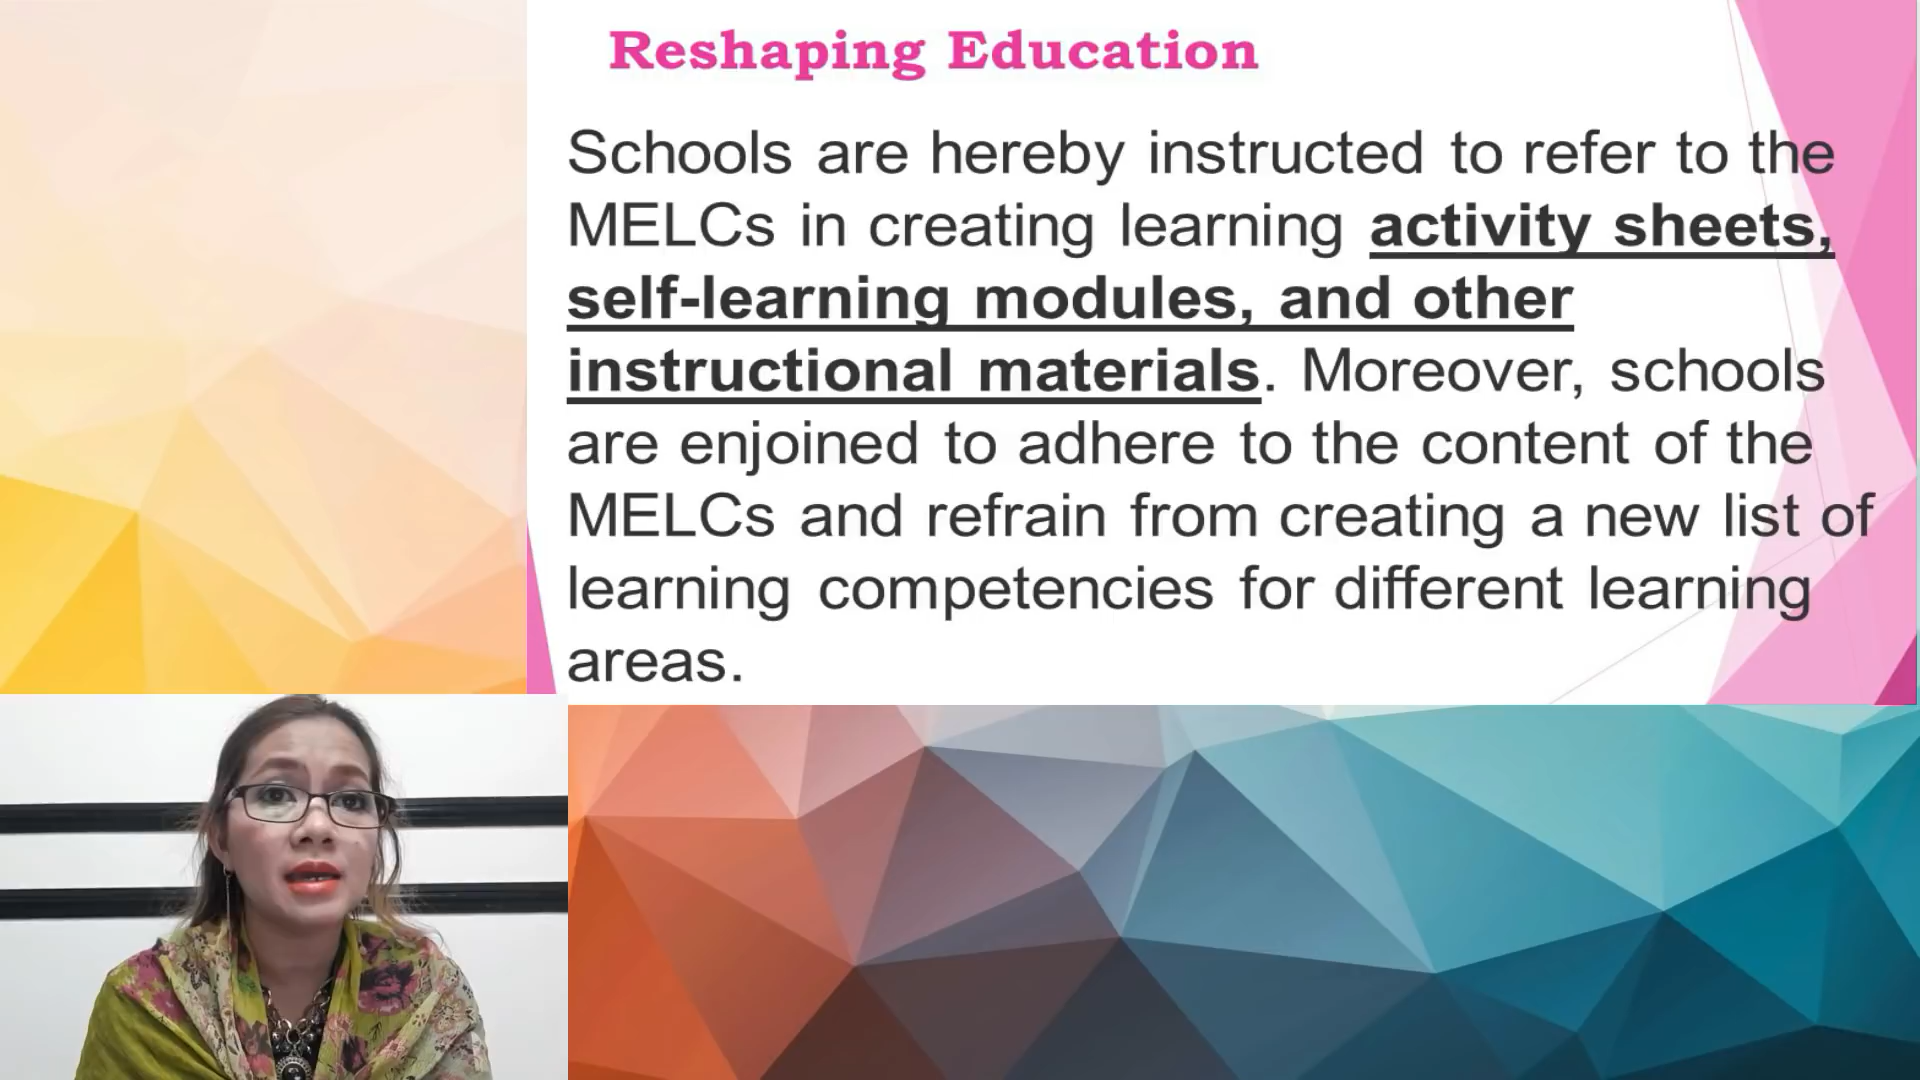 Reshaping Education
Schools are hereby instructed to refer to the
MELCs in creating learning activity sheets,
self-learning modules, and other
instructional materials. Moreover, schools
are enjoined to adhere to the content of the
MELCs and refrain from creating a new list of
learning competencies for different learning
areas.